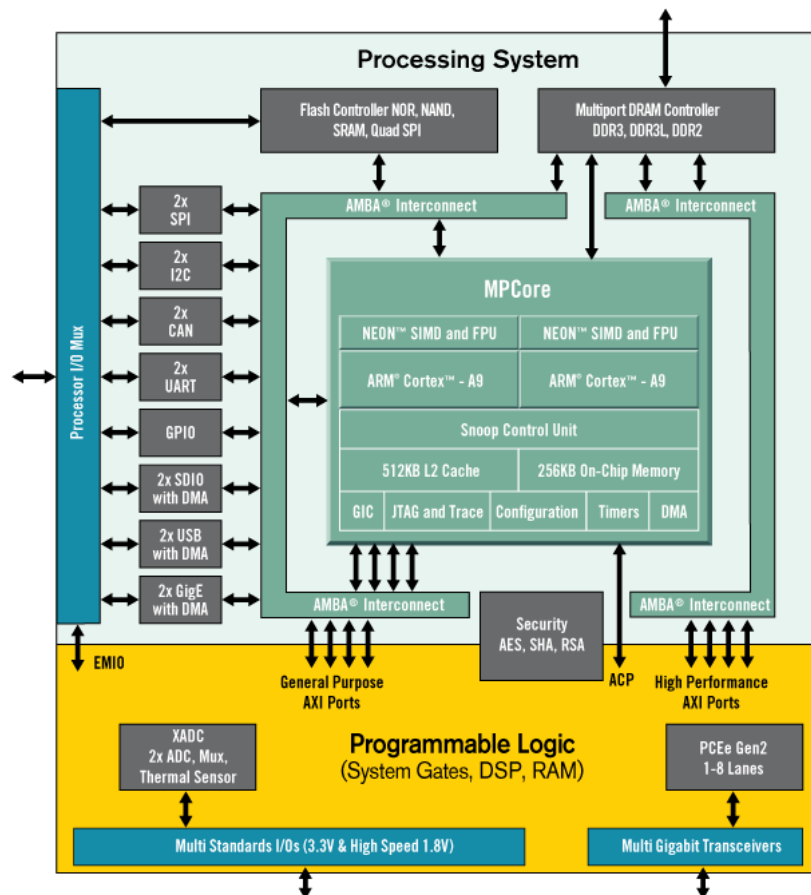 Processing System
Flash Controller NOR, NAND,
SRAM, Quad SPI
Multiport DRAM Controller
DDR3, DDR3L, DDR2
Processor I/O Mux
2x
SPI
2x
I2C
2x
CAN
2x
UART
GPIO
2x SDIO
with DMA
2x USB
with DMA
2x GigE
with DMA
AMBA® Interconnect
AMBA® Interconnect
MPCore
NEON™ SIMD and FPU
NEON™ SIMD and FPU
ARM® Cortex™ - A9
ARM® Cortex™ - A9
Snoop Control Unit
512KB L2 Cache
256KB On-Chip Memory
GIC
JTAG and Trace
Configuration
Timers
DMA
AMBA® Interconnect
AMBA® Interconnect
Security
AES, SHA, RSA
EMIO
General Purpose
AXI Ports
ACP
High Performance
AXI Ports
XADC
2x ADC, Mux,
Thermal Sensor
Programmable Logic
(System Gates, DSP, RAM)
PCEe Gen2
1-8 Lanes
Multi Standards I/Os (3.3V & High Speed 1.8V)
Multi Gigabit Transceivers